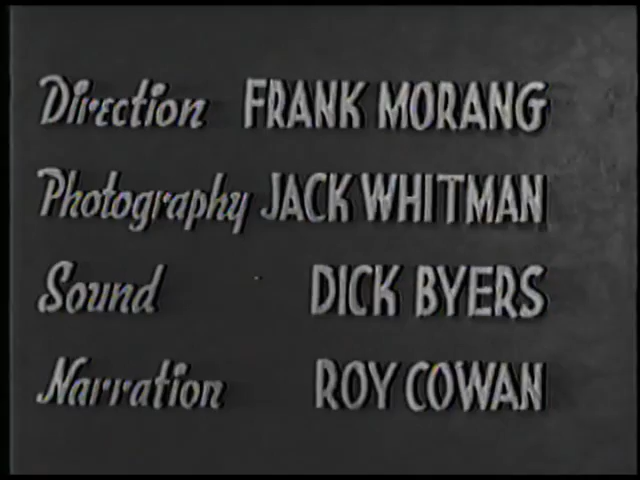 Direction FRANK MORANG
Photography JACK WHITMAN
Sound DICK BYERS
Narration ROY COWAN